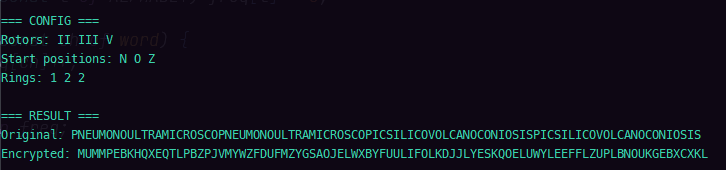 === CONFIG ===
Rotors: II III V
Start positions: N O Z
Rings: 1 2 2
=== RESULT ===
Original: PNEUMONOULTRAMICROSCOPNEUMONOULTRAMICROSCOPICSILICOVOLCANOCONIOSISPICSILICOVOLCANOCONIOSIS
Encrypted: MUMMPEBKHQXEQTLPBZPJVMYWZFDUFMZYGSAOJELWXBYFUULIFOLKDJJLYESKQOELUWYLEEFFLZUPLBNOUKGEBXCXKL